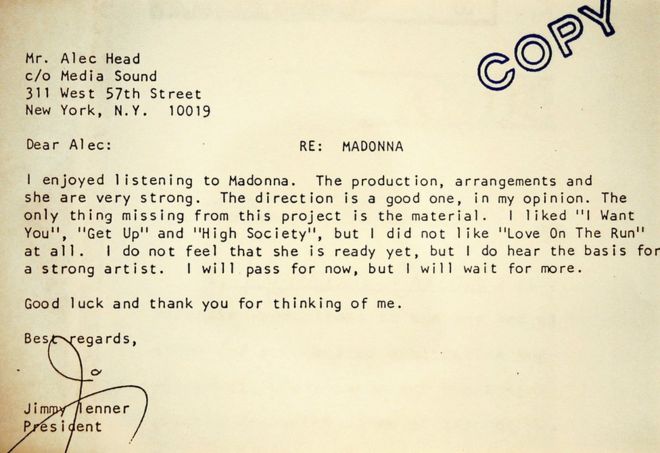 COPY
Mr. Alec Head
c/o Media Sound
311 West 57th Street
New York, N.Y. 10019
Dear Alec: RE: MADONNA
I enjoyed listening to Madonna. The production, arrangements and
she are very strong. The direction is a good one, in my opinion. The
only thing missing from this project is the material. I liked "I Want
You", "Get Up" and "High Society", but I did not like "Love On The Run"
at all. I do not feel that she is ready yet, but I do hear the basis for
a strong artist. I will pass for now, but I will wait for more.
Good luck and thank you for thinking of me.
Best regards,
Jimmy Ienner
President